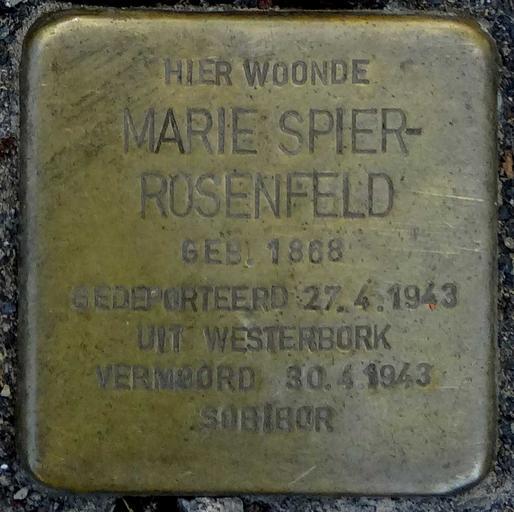 HIER WOONDE
MARIE SPIER-
ROSENFELD
GEB. 1868
GEDEPORTEERD 27.4.1943
UIT WESTERBORK
VERMOORD 30.4.1943
SOBIBOR